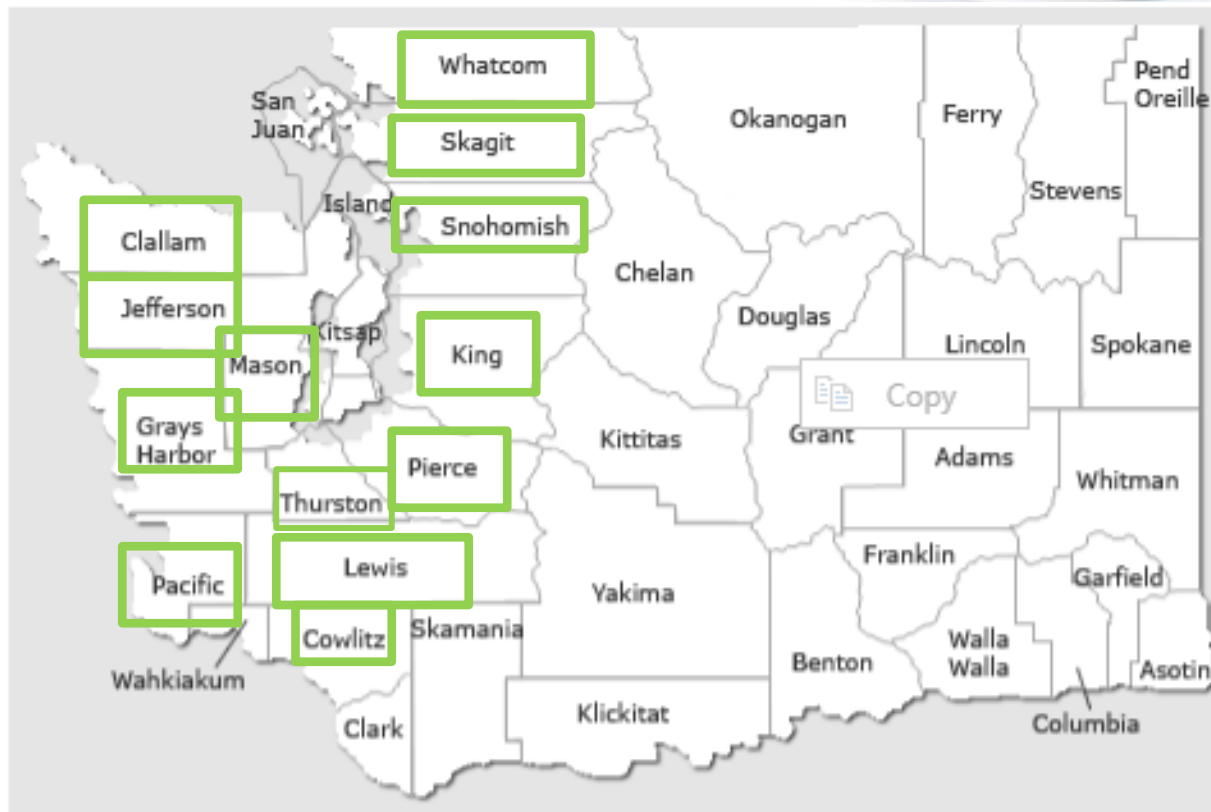 Whatcom
Pend
Oreille
San
Juan
Okanogan
Ferry
Skagit
Stevens
Island
Snohomish
Clallam
Chelan
Jefferson
Douglas
Kitsap
Lincoln
Spokane
King
Mason
Copy
Grays
Harbor
Kittitas
Grant
Adams
Pierce
Whitman
Thurston
Franklin
Lewis
Garfield
Pacific
Yakima
Skamania
Cowlitz
Walla
Walla
Benton
Asotin
Wahkiakum
Klickitat
Columbia
Clark